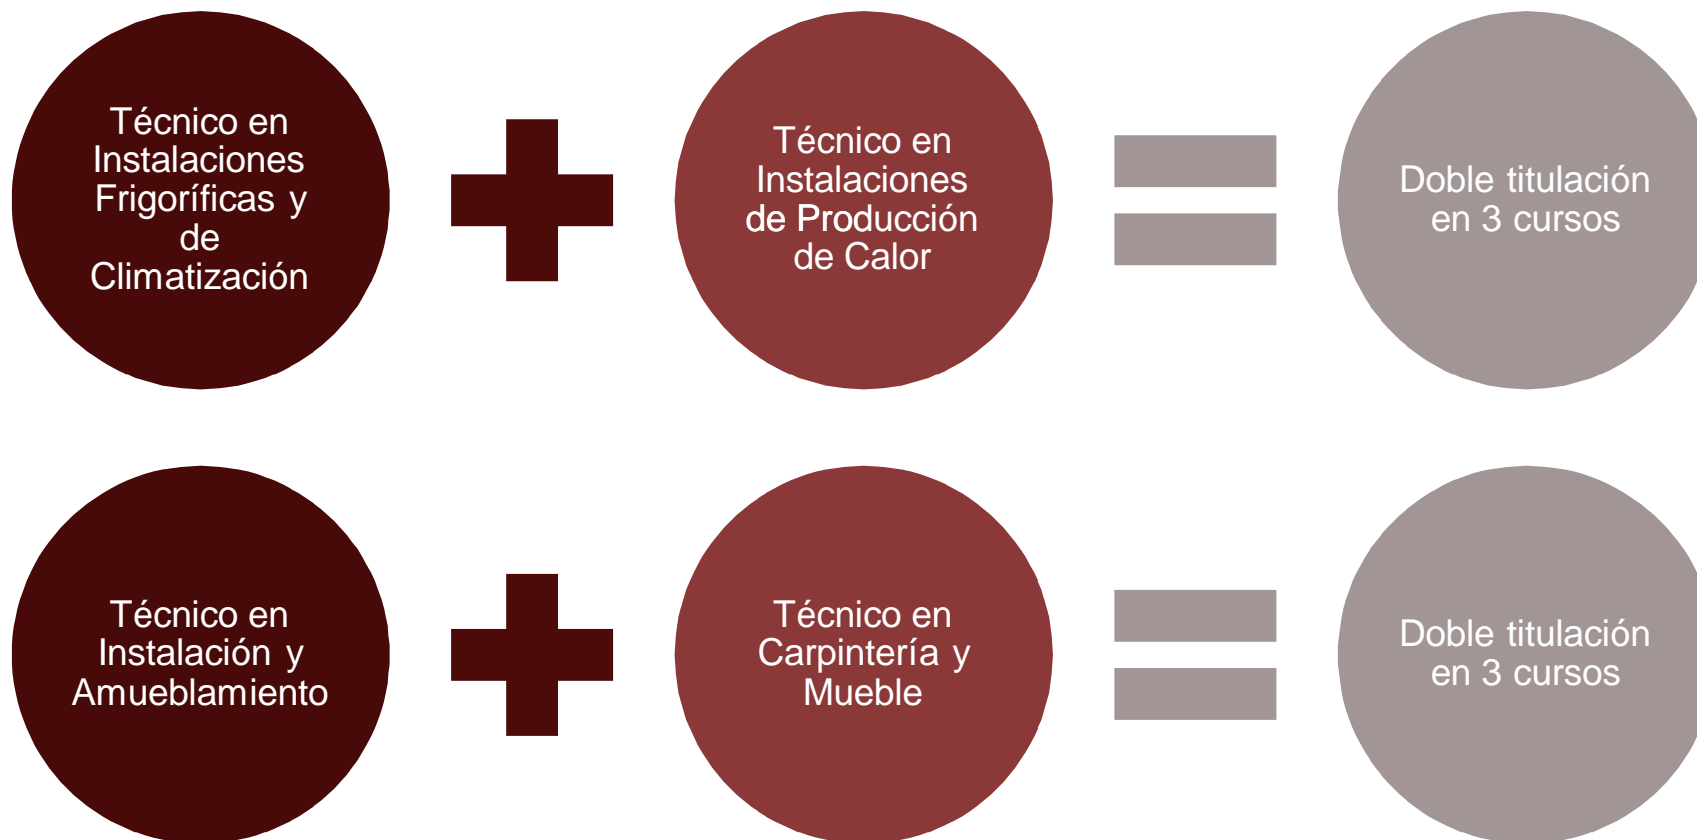 Técnico en
Instalaciones
Frigoríficas y
de
Climatización
Técnico en
Instalaciones
de Producción
de Calor
Doble titulación
en 3 cursos
Técnico en
Instalación y
Amueblamiento
Técnico en
Carpintería y
Mueble
Doble titulación
en 3 cursos